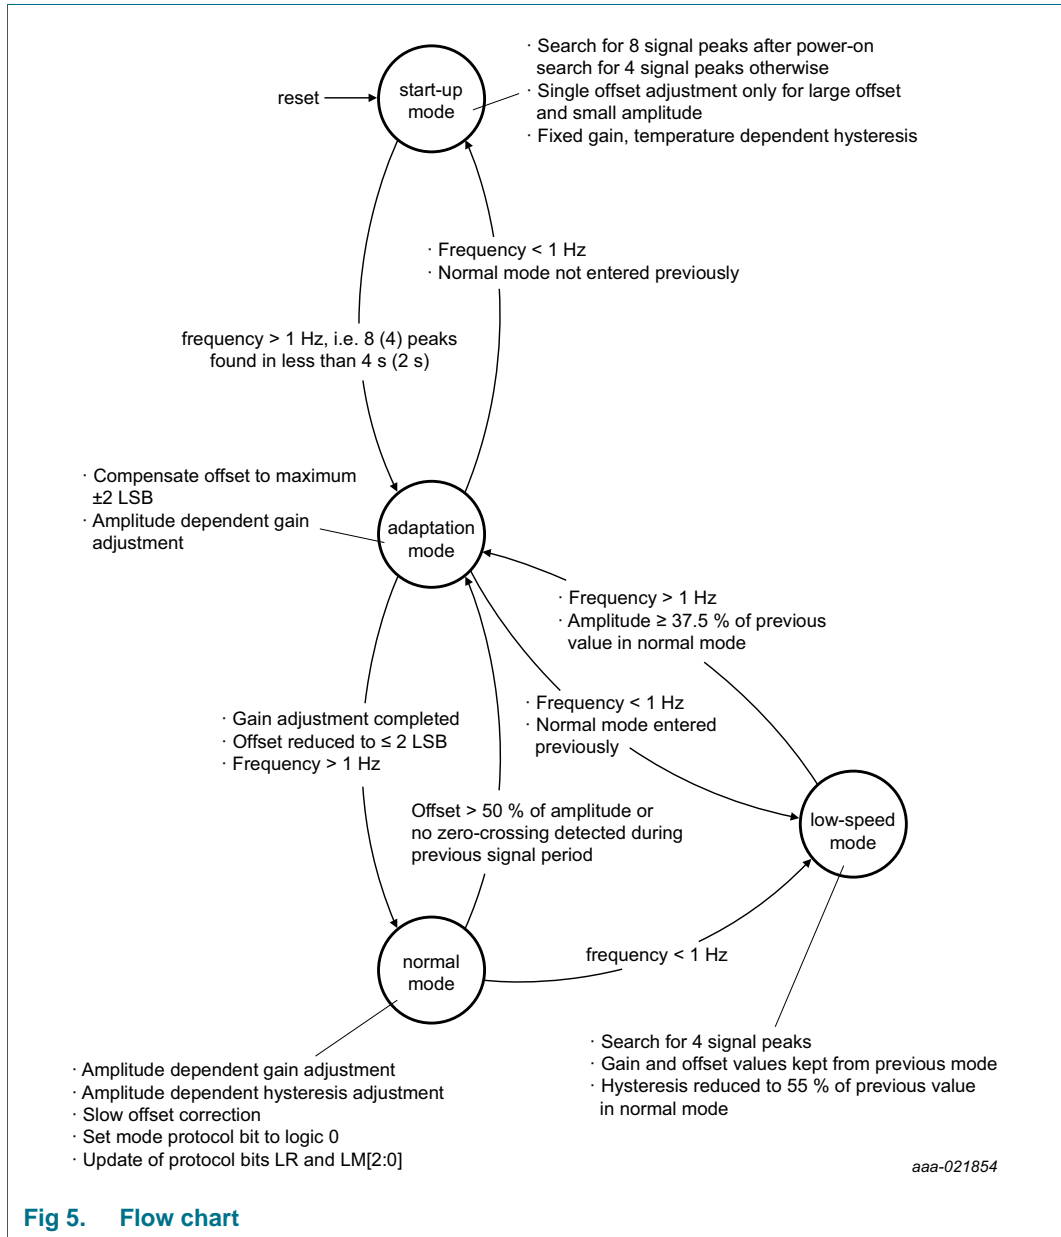 · Search for 8 signal peaks after power-on
search for 4 signal peaks otherwise
· Single offset adjustment only for large offset
and small amplitude
· Fixed gain, temperature dependent hysteresis
reset
start-up
mode
· Frequency < 1 Hz
· Normal mode not entered previously
frequency > 1 Hz, i.e. 8 (4) peaks
found in less than 4 s (2 s)
· Compensate offset to maximum
±2 LSB
· Amplitude dependent gain
adjustment
adaptation
mode
· Frequency > 1 Hz
· Amplitude ≥ 37.5 % of previous
value in normal mode
· Frequency < 1 Hz
· Normal mode entered
previously
· Gain adjustment completed
· Offset reduced to ≤ 2 LSB
· Frequency > 1 Hz
Offset > 50 % of amplitude or
no zero-crossing detected during
previous signal period
low-speed
mode
normal
mode
frequency < 1 Hz
· Search for 4 signal peaks
· Gain and offset values kept from previous mode
· Hysteresis reduced to 55 % of previous value
in normal mode
· Amplitude dependent gain adjustment
· Amplitude dependent hysteresis adjustment
· Slow offset correction
· Set mode protocol bit to logic 0
· Update of protocol bits LR and LM[2:0]
aaa-021854
Fig 5. Flow chart